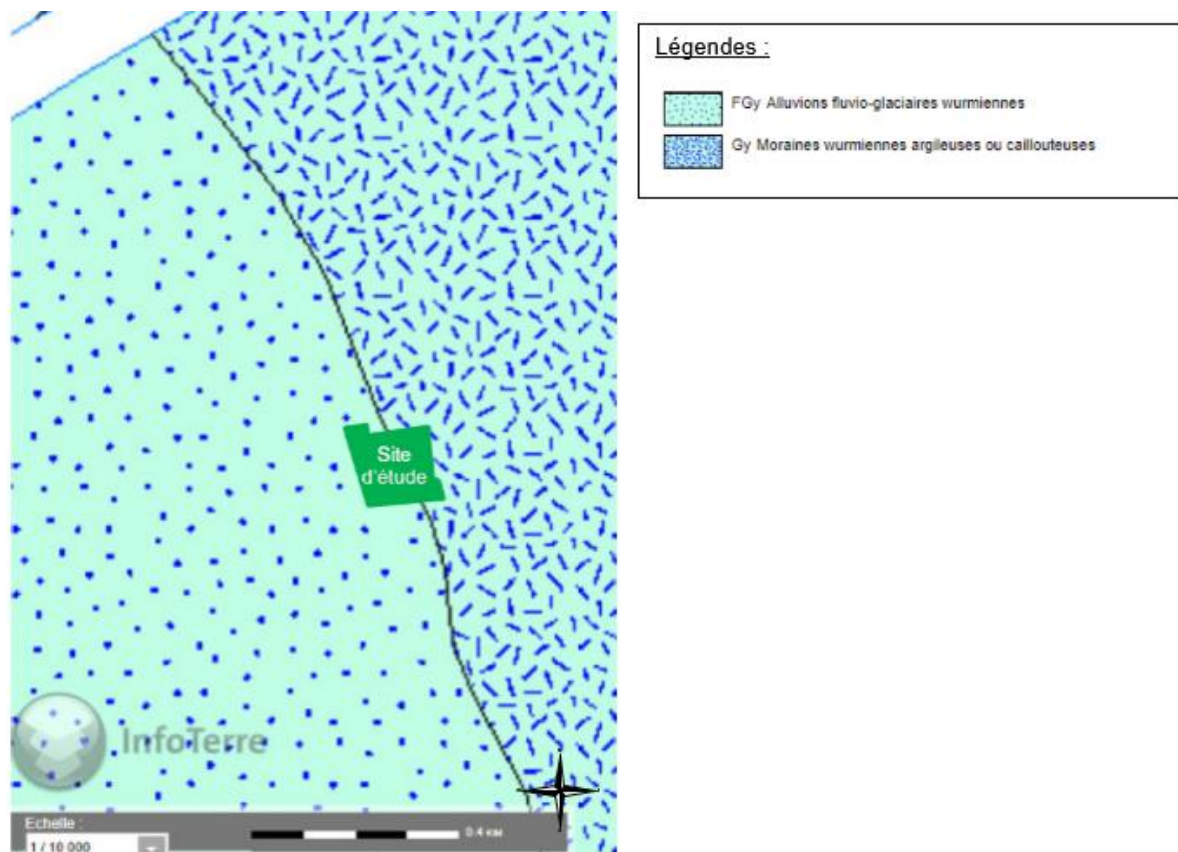 Légendes :
FGy Alluvions fluvio-glaciaires wurmiennes
Gy Moraines wurmiennes argileuses ou caillouteuses
Site
d'étude
InfoTerre
Echelle :
1 / 10 000
0.4 км